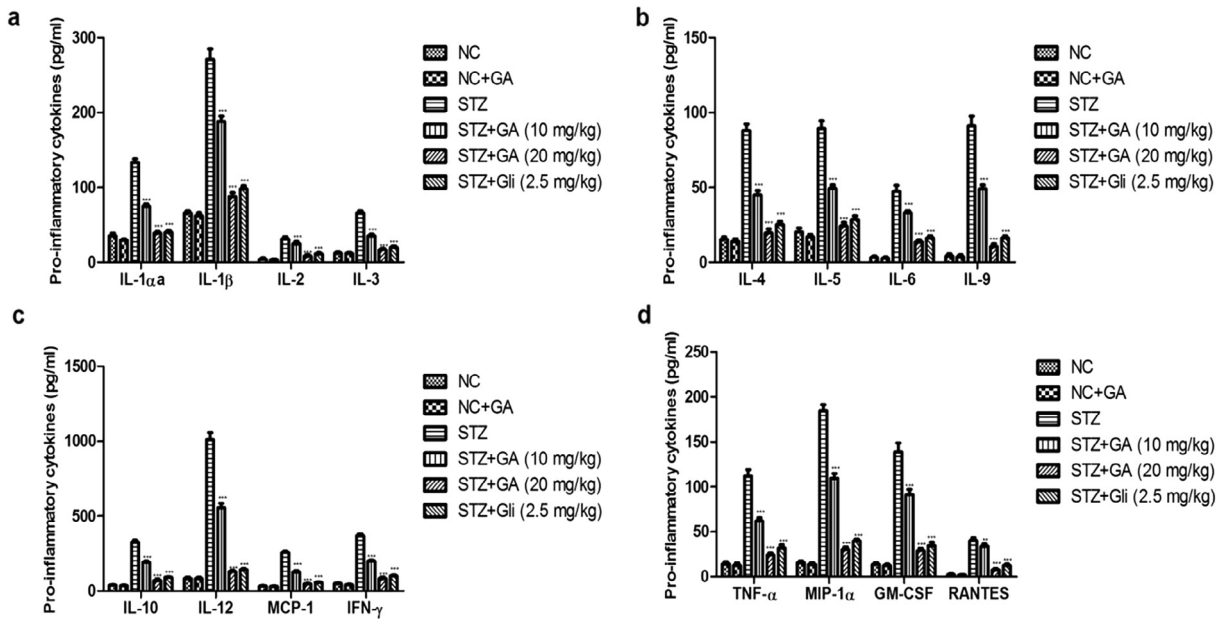 a
Pro-inflammatory cytokines (pg/ml)
300
200
100
0
IL-1αa IL-1β IL-2 IL-3
*** *** *** *** *** *** *** *** *** *** *** ***
NC
NC+GA
STZ
STZ+GA (10 mg/kg)
STZ+GA (20 mg/kg)
STZ+Gli (2.5 mg/kg)
b
Pro-inflammatory cytokines (pg/ml)
150
100
50
0
IL-4 IL-5 IL-6 IL-9
*** *** *** *** *** *** *** *** *** *** *** ***
NC
NC+GA
STZ
STZ+GA (10 mg/kg)
STZ+GA (20 mg/kg)
STZ+Gli (2.5 mg/kg)
c
Pro-inflammatory cytokines (pg/ml)
1500
1000
500
0
IL-10 IL-12 MCP-1 IFN-γ
*** *** *** *** *** *** *** *** *** *** *** ***
NC
NC+GA
STZ
STZ+GA (10 mg/kg)
STZ+GA (20 mg/kg)
STZ+Gli (2.5 mg/kg)
d
Pro-inflammatory cytokines (pg/ml)
250
200
150
100
50
0
TNF-α MIP-1α GM-CSF RANTES
*** *** *** *** *** *** *** *** *** ** *** ***
NC
NC+GA
STZ
STZ+GA (10 mg/kg)
STZ+GA (20 mg/kg)
STZ+Gli (2.5 mg/kg)